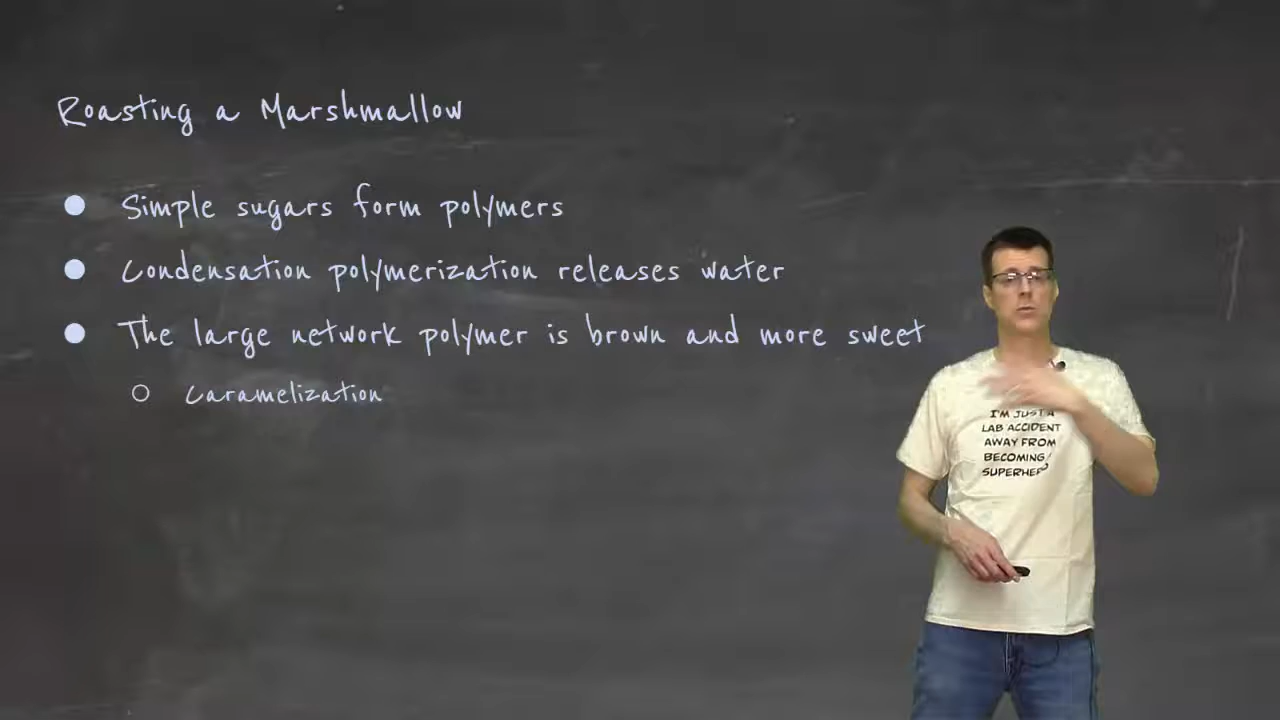 Roasting a Marshmallow
Simple sugars form polymers
Condensation polymerization releases water
The large network polymer is brown and more sweet
Caramelization
I'M JUST A
LAB ACCIDENT
AWAY FROM
BECOMING
SUPERHERO